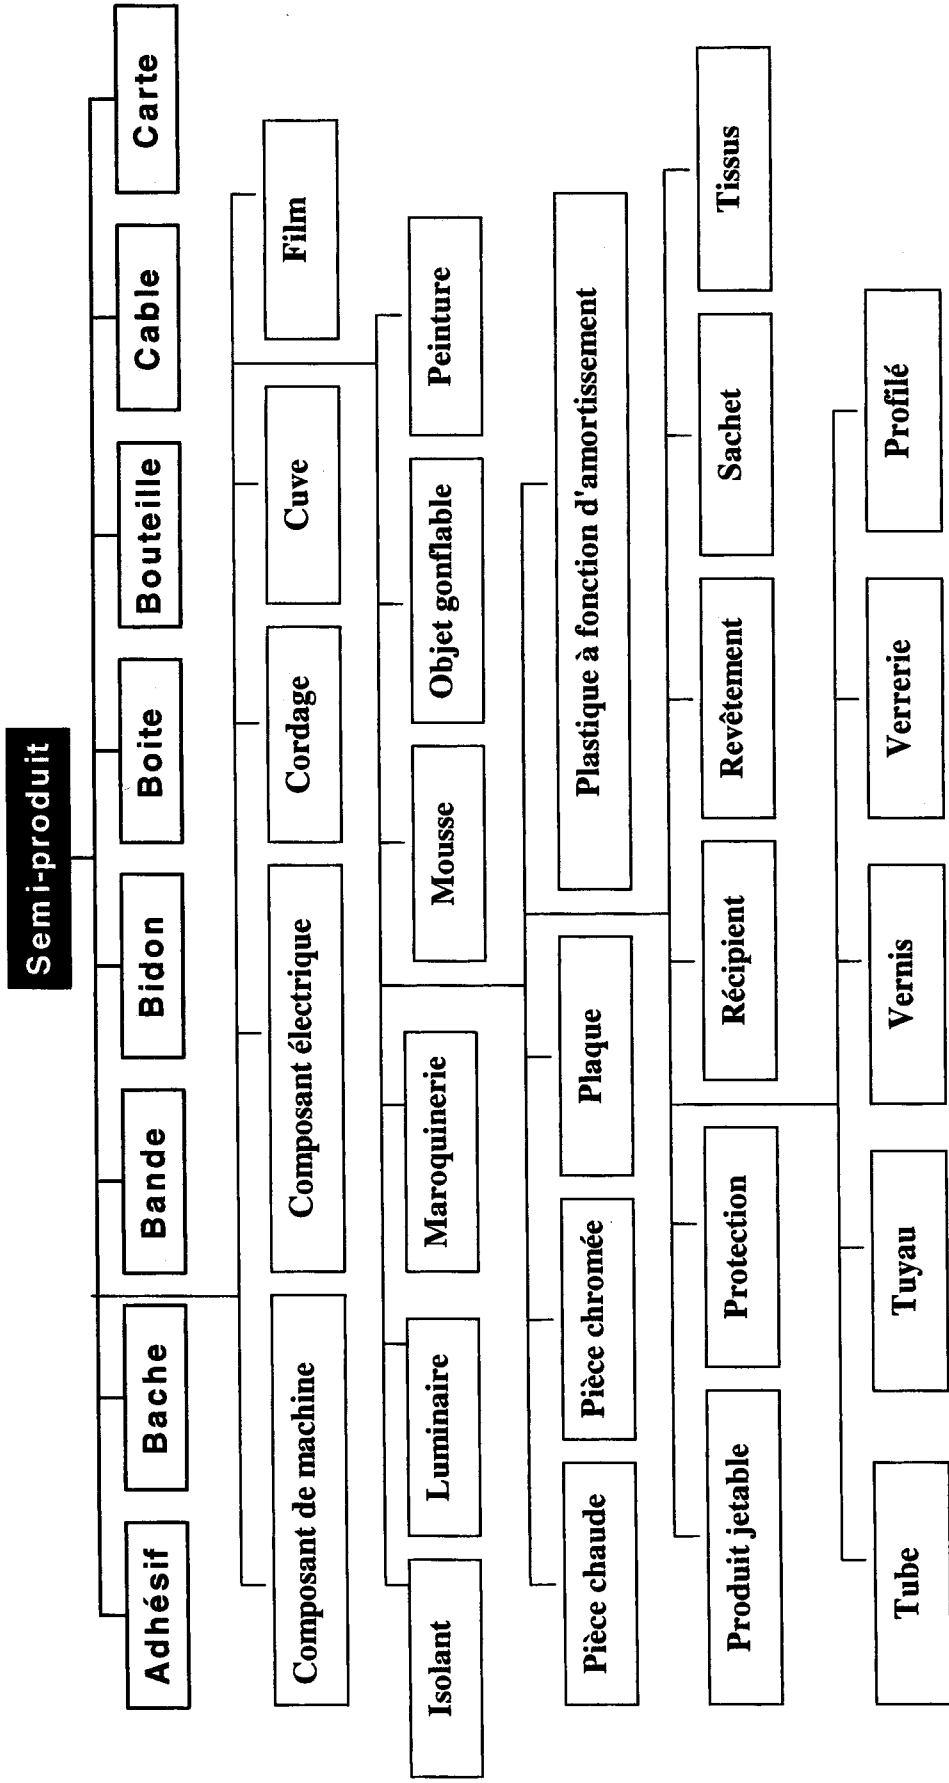 Semi-produit
Adhésif
Bache
Bande
Bidon
Boite
Bouteille
Cable
Carte
Composant de machine
Composant électrique
Cordage
Cuve
Film
Isolant
Luminaire
Maroquinerie
Mousse
Objet gonflable
Peinture
Pièce chaude
Pièce chromée
Plaque
Plastique à fonction d'amortissement
Produit jetable
Protection
Récipient
Revêtement
Sachet
Tissus
Tube
Tuyau
Vernis
Verrerie
Profilé